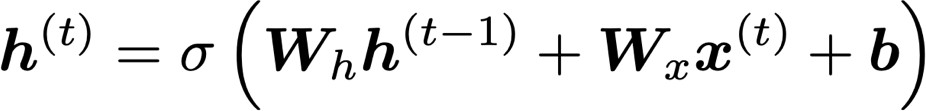 𝒉^{(t)} = σ(𝑾_h 𝒉^{(t−1)} + 𝑾_x 𝒙^{(t)} + 𝒃)